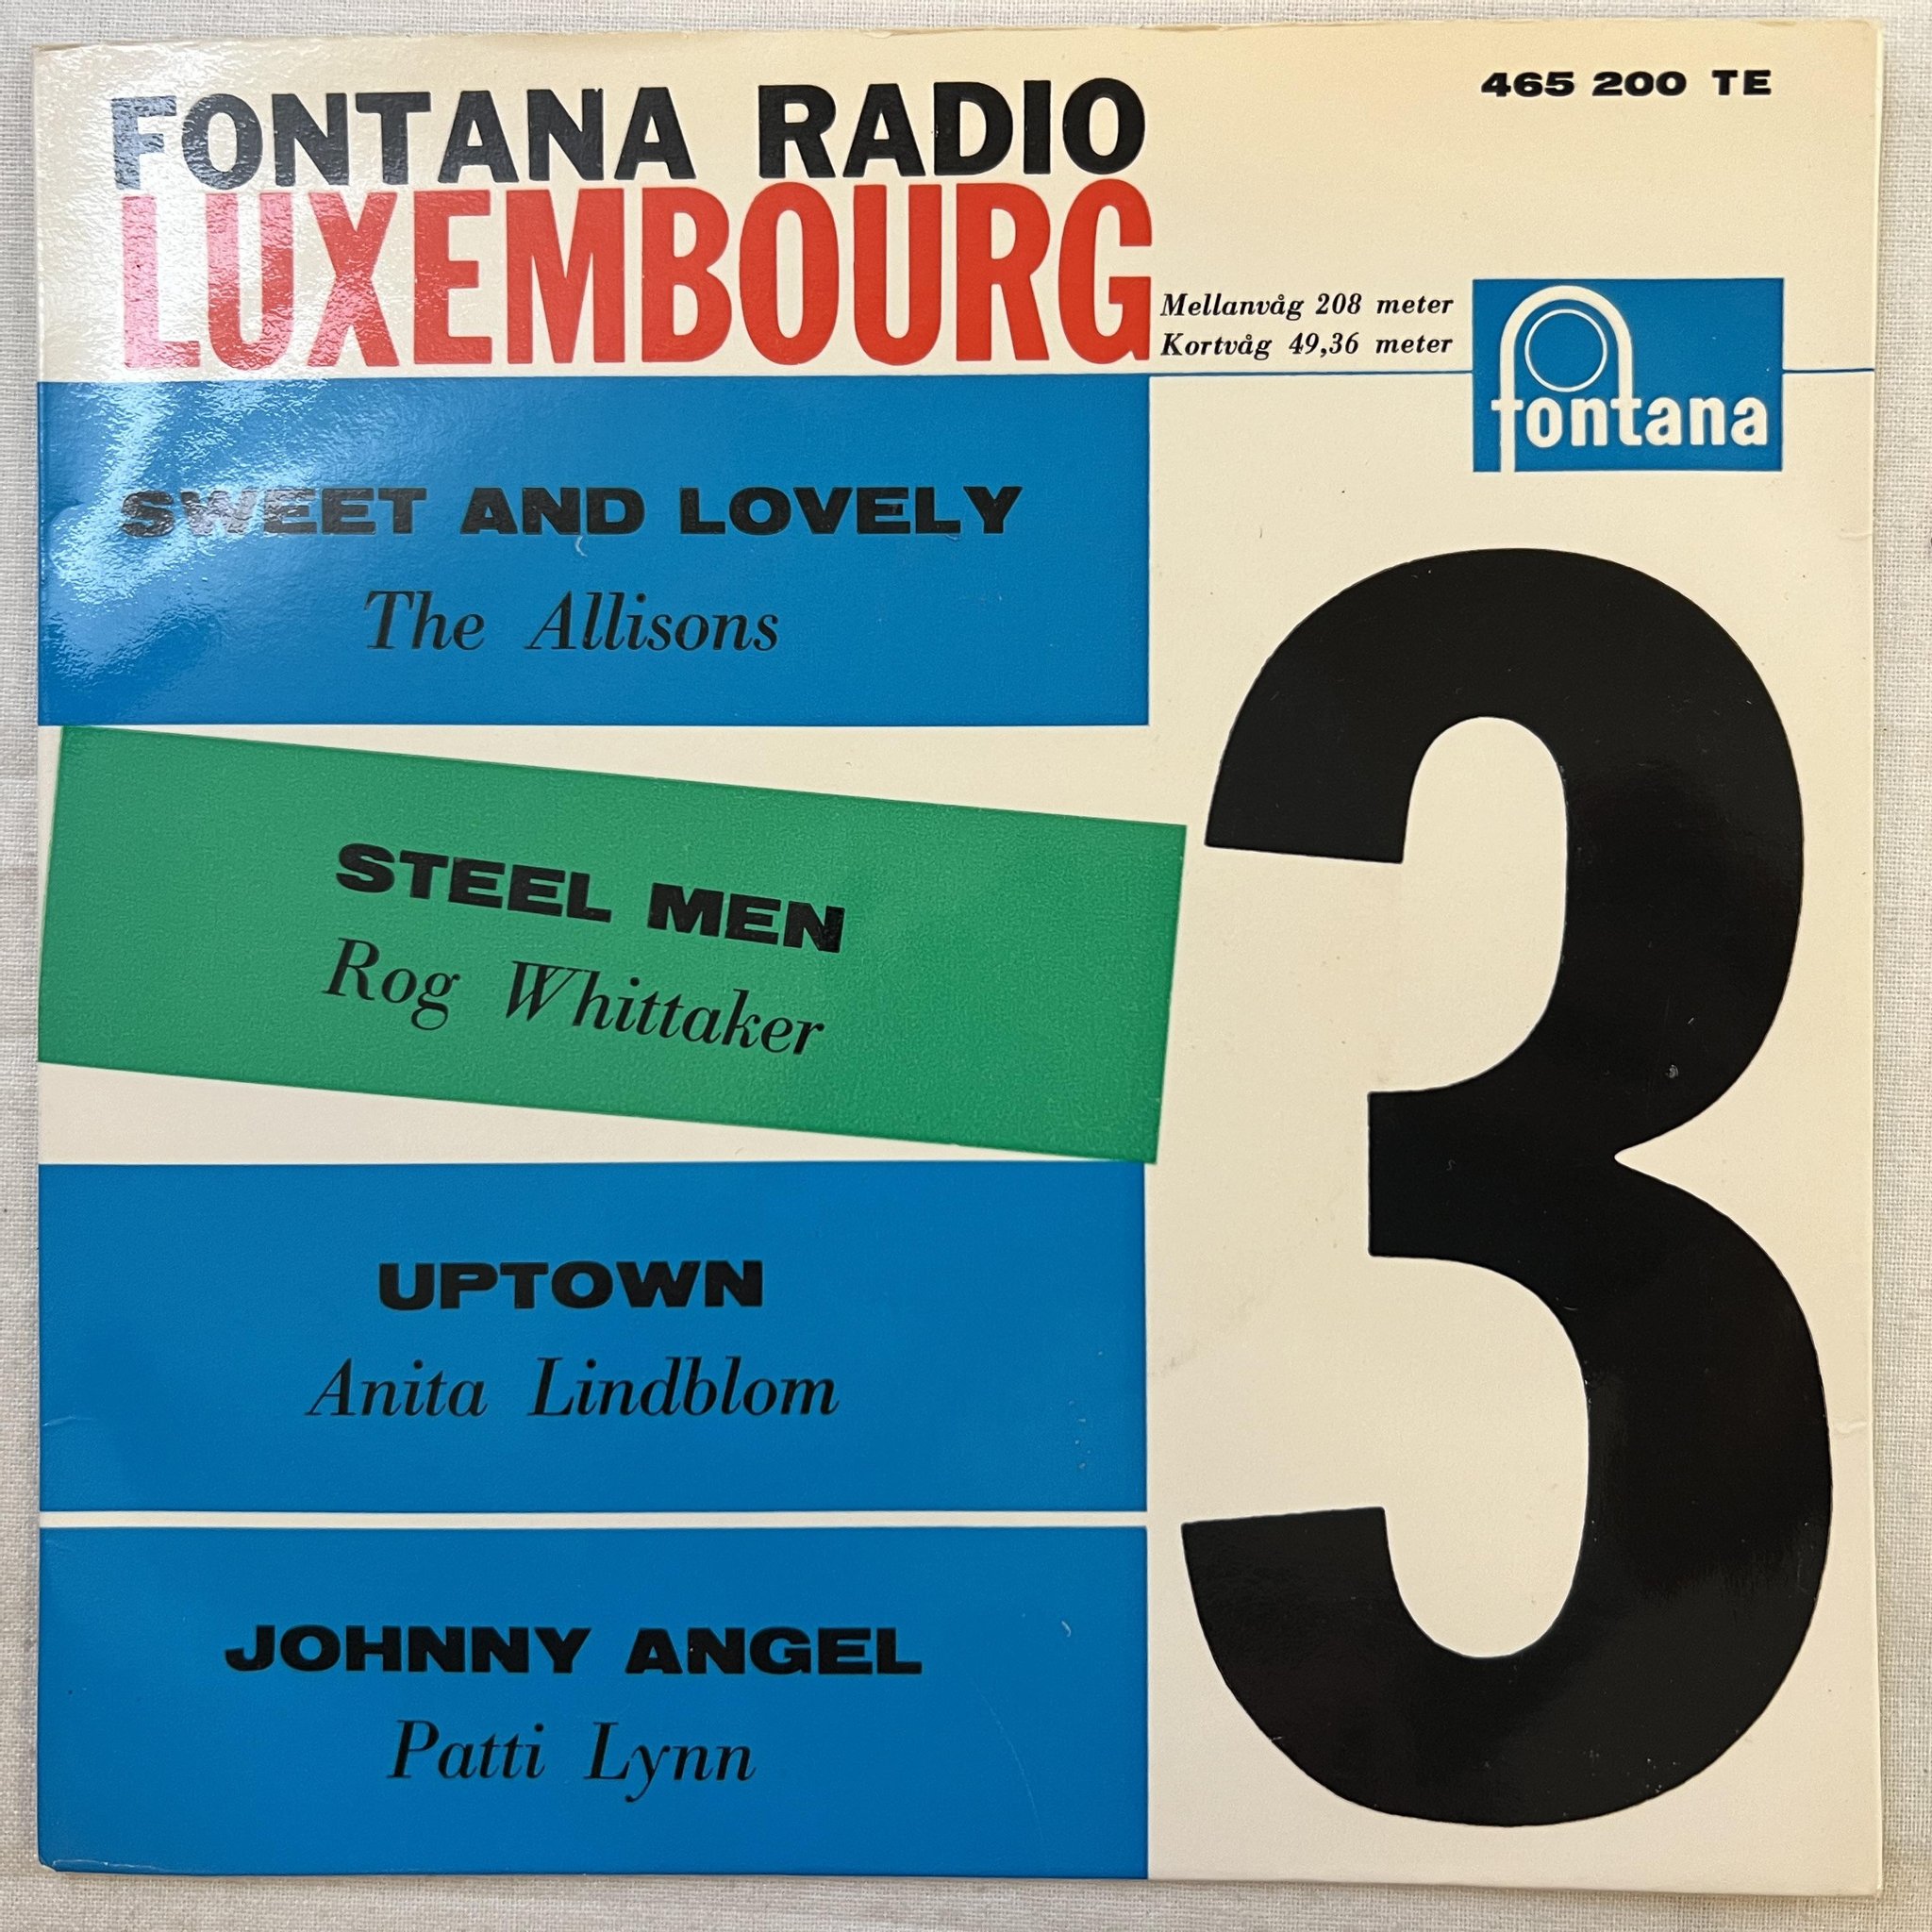 465 200 TE
FONTANA RADIO
LUXEMBOURG
Mellanvåg 208 meter
Kortvåg 49,36 meter
fontana
SWEET AND LOVELY
The Allisons
3
STEEL MEN
Rog Whittaker
UPTOWN
Anita Lindblom
JOHNNY ANGEL
Patti Lynn